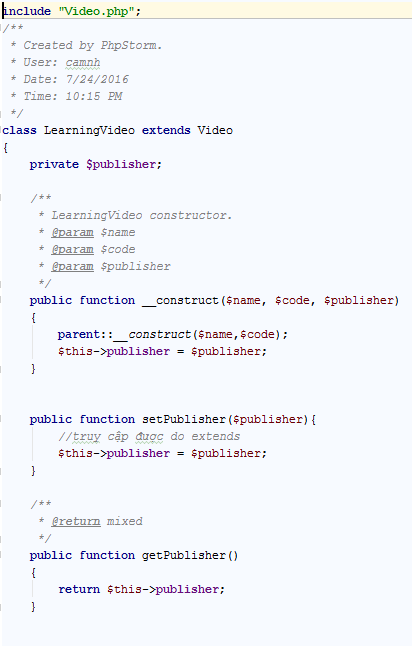 include "Video.php";
/**
 * Created by PhpStorm.
 * User: camnh
 * Date: 7/24/2016
 * Time: 10:15 PM
 */
class LearningVideo extends Video
{
    private $publisher;

    /**
     * LearningVideo constructor.
     * @param $name
     * @param $code
     * @param $publisher
     */
    public function __construct($name, $code, $publisher)
    {
        parent::__construct($name,$code);
        $this->publisher = $publisher;
    }


    public function setPublisher($publisher){
        //truy cập được do extends
        $this->publisher = $publisher;
    }

    /**
     * @return mixed
     */
    public function getPublisher()
    {
        return $this->publisher;
    }